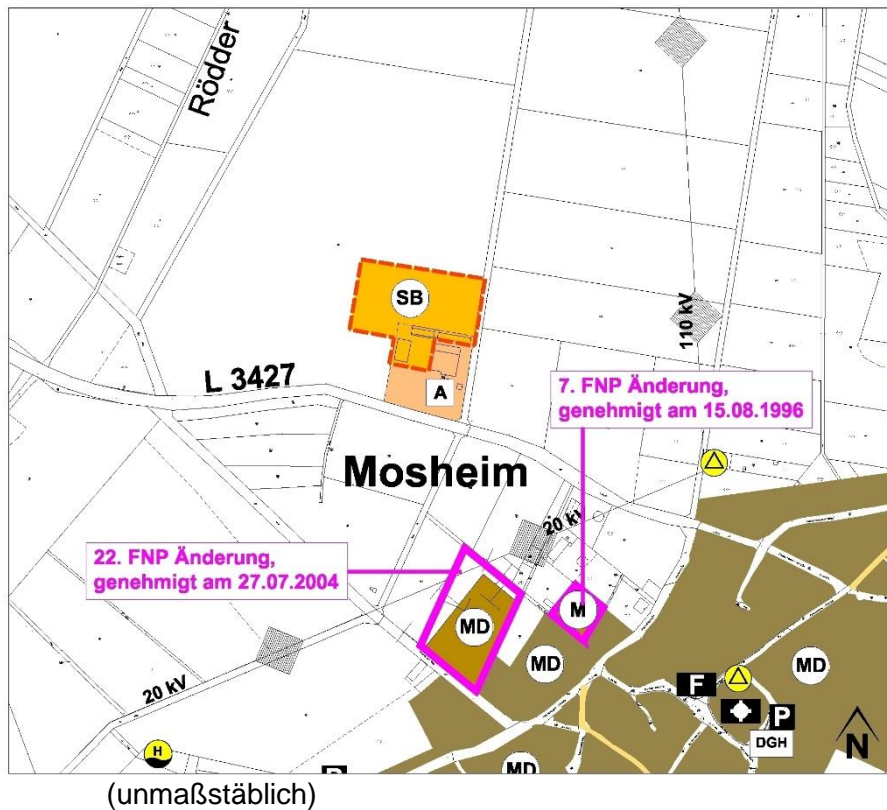 Rödder
SB
110 kV
L 3427
A
7. FNP Änderung,
genehmigt am 15.08.1996
Mosheim
20 kV
22. FNP Änderung,
genehmigt am 27.07.2004
M
MD
MD
MD
F
20 kV
P
DGH
N
H
MD
(unmaßstäblich)